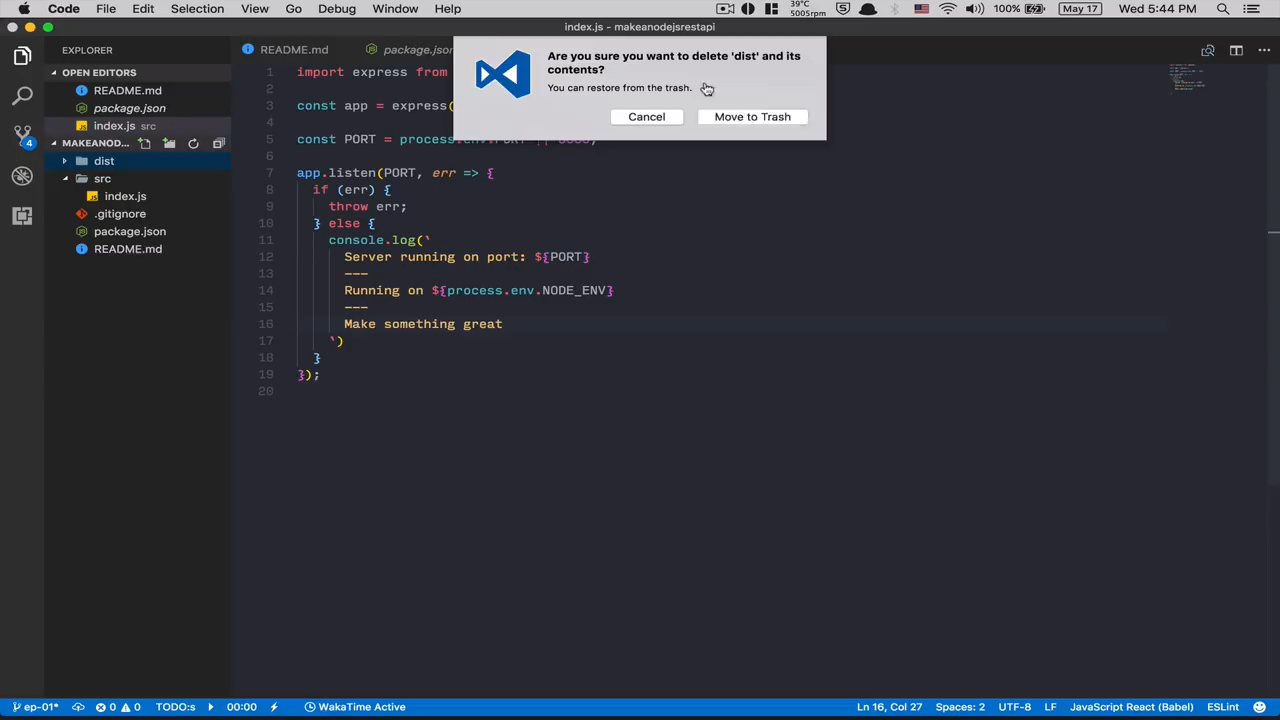 Code File Edit Selection View Go Debug Window Help
39°C
5005rpm
100%
May 17
Wed 5:44 PM
index.js - makeanodejsrestapi
EXPLORER
OPEN EDITORS
README.md
package.json
index.js src
4
MAKEANOD...
dist
src
index.js
.gitignore
package.json
README.md
README.md
package.json
Are you sure you want to delete 'dist' and its
contents?
You can restore from the trash.
Cancel
Move to Trash
1 import express from
2
3 const app = express(
4
5 const PORT = process.env.PORT ||
6
7 app.listen(PORT, err => {
8 if (err) {
9 throw err;
10 } else {
11 console.log(`
12 Server running on port: ${PORT}
13 ---
14 Running on ${process.env.NODE_ENV}
15 ---
16 Make something great
17 `)
18 }
19 });
20
ep-01* 0 0 TODO:s 00:00 WakaTime Active Ln 16, Col 27 Spaces: 2 UTF-8 LF JavaScript React (Babel) ESLint